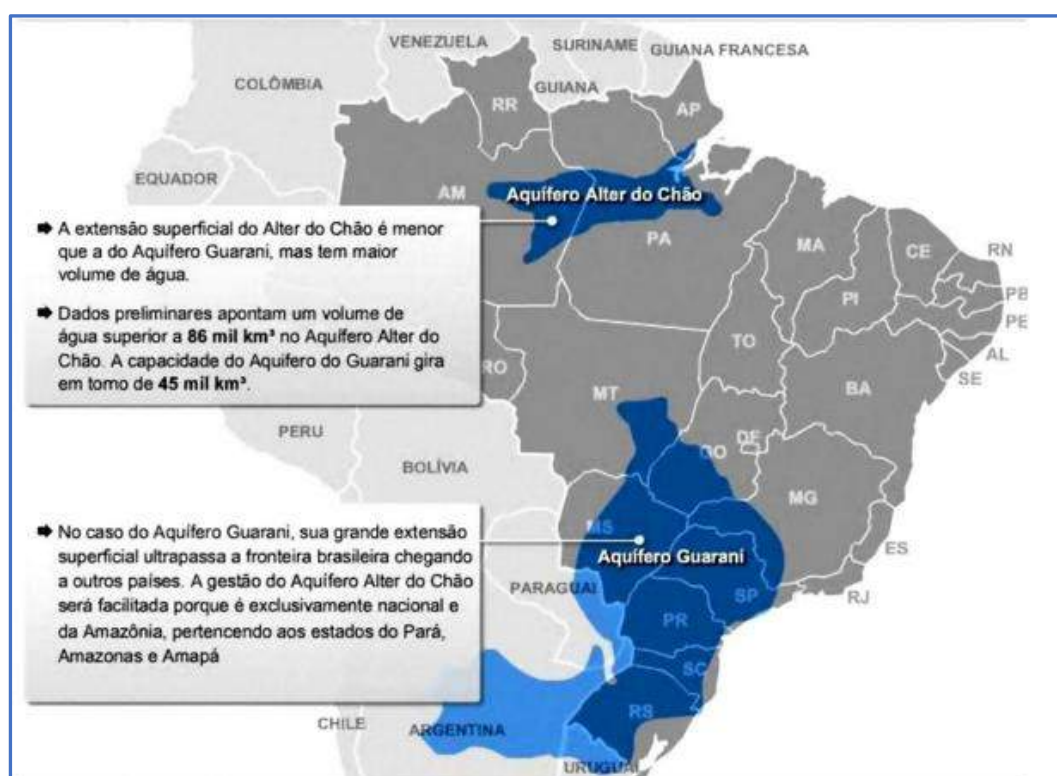 VENEZUELA
SURINAME
GUIANA FRANCESA
COLÔMBIA
GUIANA
RR
AP
EQUADOR
AM
Aquífero Alter do Chão
➡ A extensão superficial do Alter do Chão é menor
que a do Aquífero Guarani, mas tem maior
volume de água.
➡ Dados preliminares apontam um volume de
água superior a 86 mil km³ no Aquífero Alter do
Chão. A capacidade do Aquifero do Guarani gira
em torno de 45 mil km³.
PA
MA
CE
RN
PB
PI
PE
TO
AL
SE
RO
MT
BA
PERU
BOLÍVIA
DF
GO
MG
➡ No caso do Aquífero Guarani, sua grande extensão
superficial ultrapassa a fronteira brasileira chegando
a outros países. A gestão do Aquífero Alter do Chão
será facilitada porque é exclusivamente nacional e
da Amazônia, pertencendo aos estados do Pará,
Amazonas e Amapá
MS
Aquífero Guarani
ES
PARAGUAI
SP
RJ
PR
SC
RS
CHILE
ARGENTINA
URUGUAI